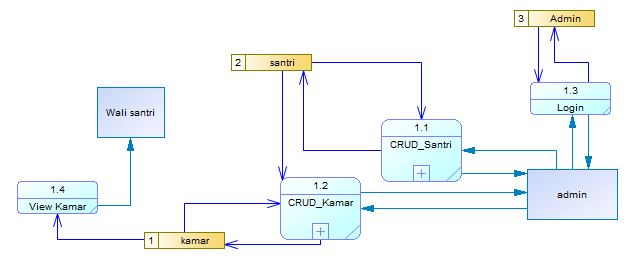 3 Admin
2 santri
1.3
Login
Wali santri
1.1
CRUD_Santri
1.4
View Kamar
1.2
CRUD_Kamar
admin
1 kamar